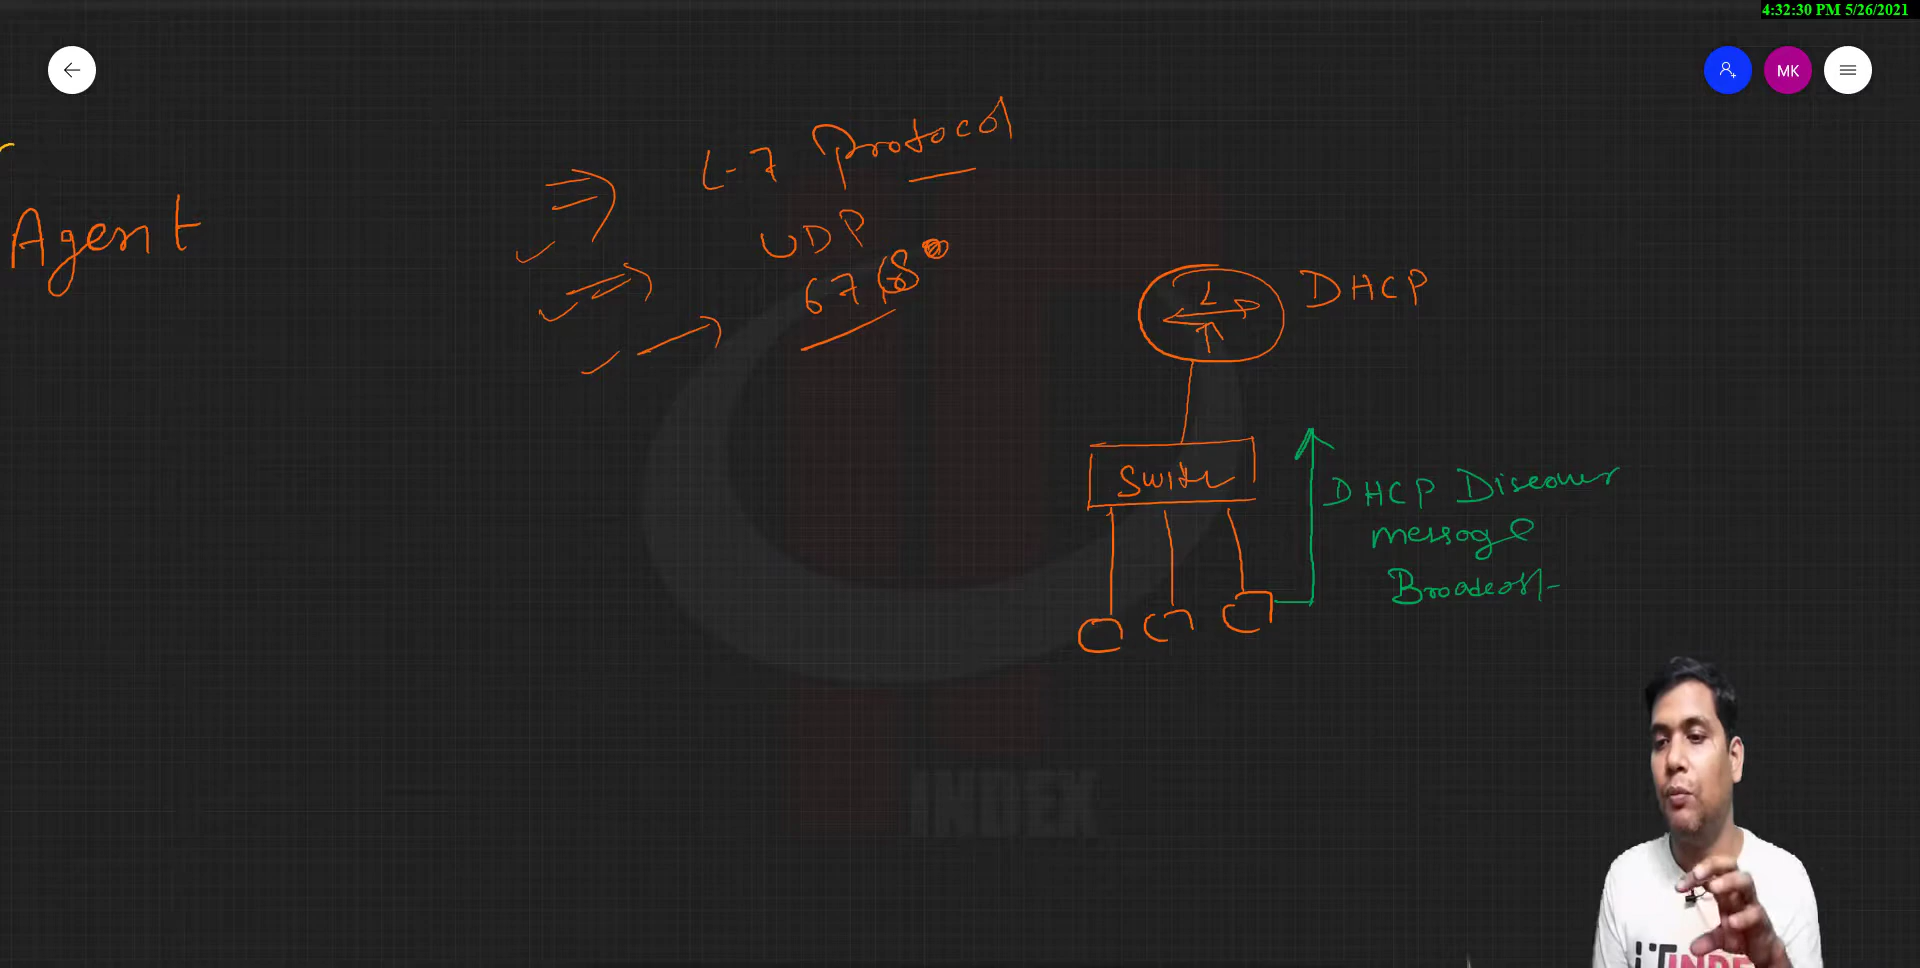 4:32:30 PM 5/26/2021
MK
Agent
L-7 Protocol
UDP
67
DHCP
Switch
DHCP Discover
message
Broadcast
INDEX